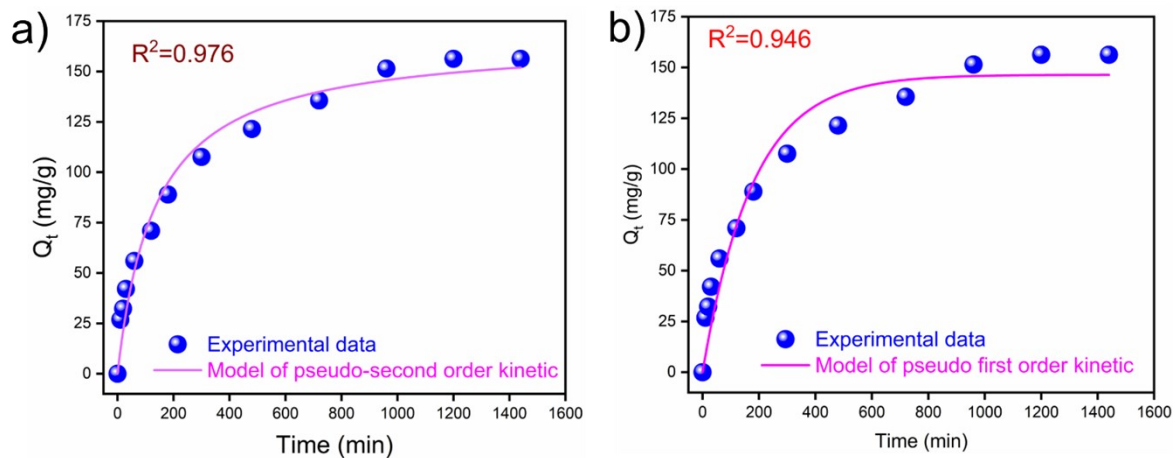 a)
R²=0.976
Qt (mg/g)
175
150
125
100
75
50
25
0
Experimental data
Model of pseudo-second order kinetic
0 200 400 600 800 1000 1200 1400 1600
Time (min)
b)
R²=0.946
Qt (mg/g)
175
150
125
100
75
50
25
0
Experimental data
Model of pseudo first order kinetic
0 200 400 600 800 1000 1200 1400 1600
Time (min)